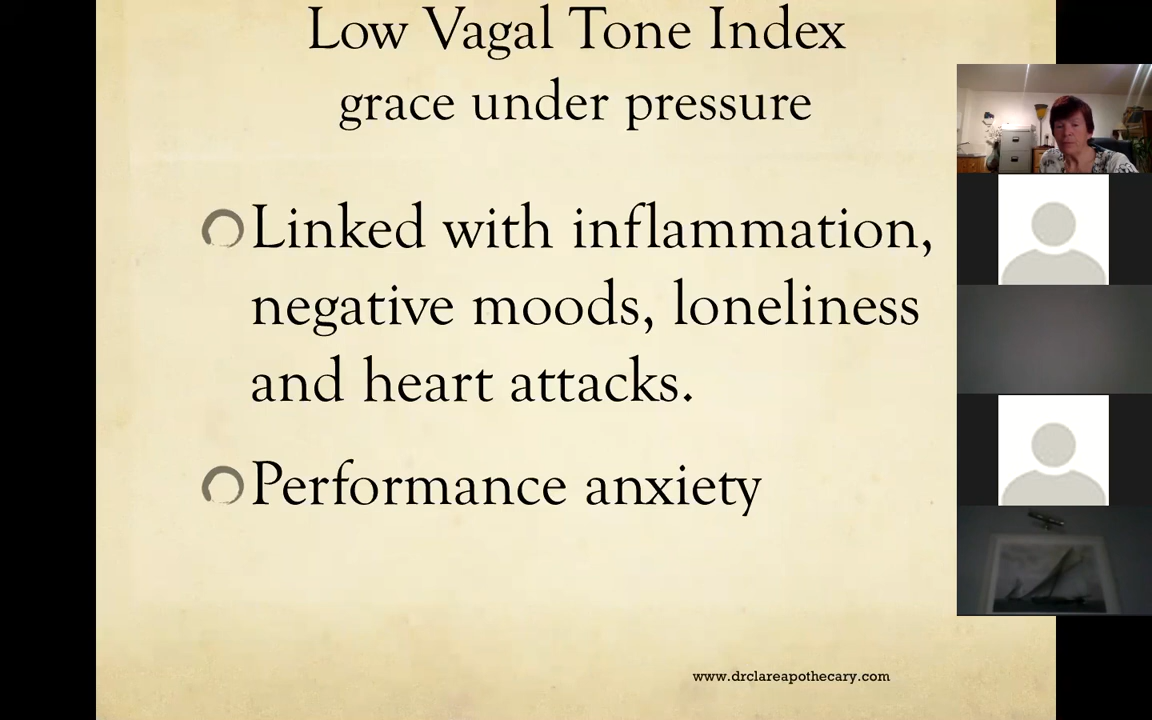 Low Vagal Tone Index
grace under pressure
Linked with inflammation,
negative moods, loneliness
and heart attacks.
Performance anxiety
www.drclareapothecary.com